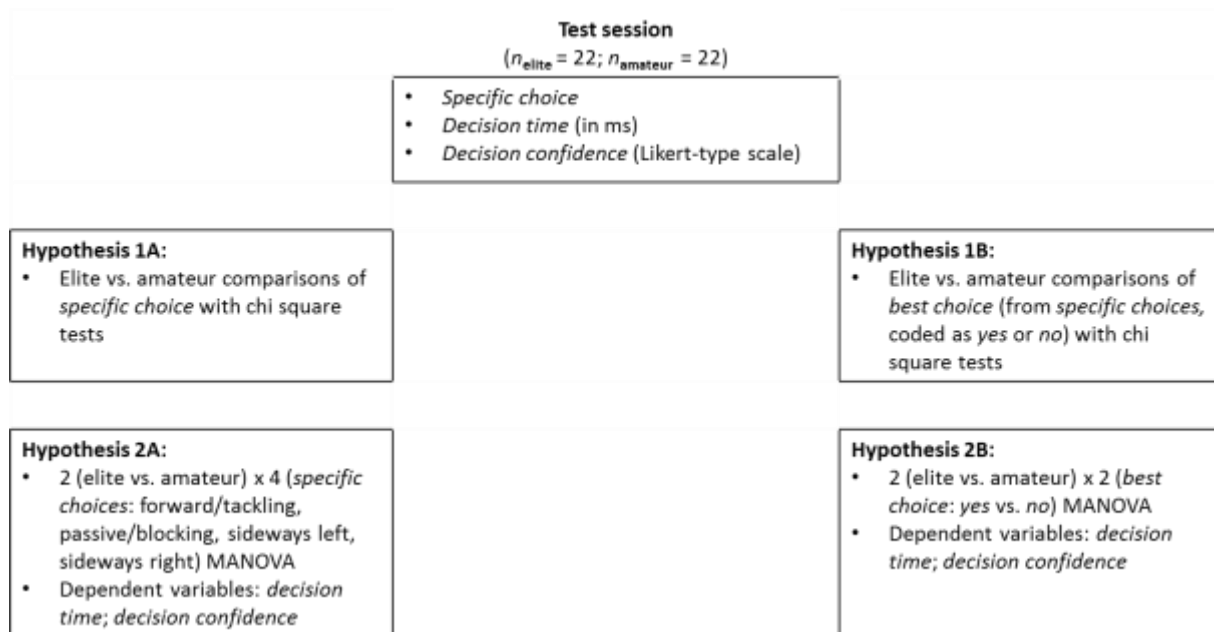 Test session
(nelite = 22; namateur = 22)
• Specific choice
• Decision time (in ms)
• Decision confidence (Likert-type scale)
Hypothesis 1A:
• Elite vs. amateur comparisons of
specific choice with chi square
tests
Hypothesis 1B:
• Elite vs. amateur comparisons of
best choice (from specific choices,
coded as yes or no) with chi
square tests
Hypothesis 2A:
• 2 (elite vs. amateur) x 4 (specific
choices: forward/tackling,
passive/blocking, sideways left,
sideways right) MANOVA
• Dependent variables: decision
time; decision confidence
Hypothesis 2B:
• 2 (elite vs. amateur) x 2 (best
choice: yes vs. no) MANOVA
• Dependent variables: decision
time; decision confidence